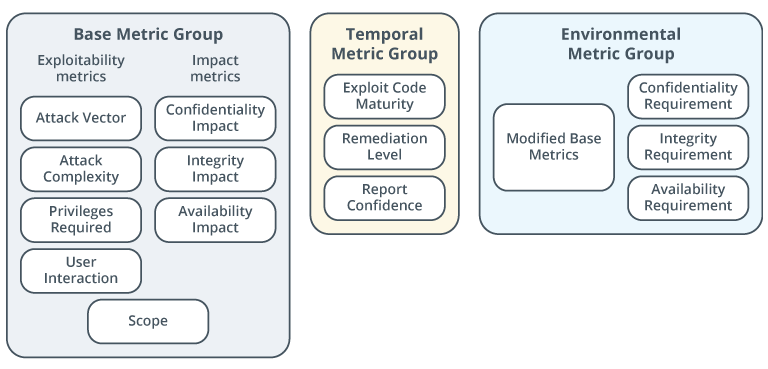 Base Metric Group
Exploitability
metrics
Attack Vector
Attack
Complexity
Privileges
Required
User
Interaction
Impact
metrics
Confidentiality
Impact
Integrity
Impact
Availability
Impact
Scope
Temporal
Metric Group
Exploit Code
Maturity
Remediation
Level
Report
Confidence
Environmental
Metric Group
Modified Base
Metrics
Confidentiality
Requirement
Integrity
Requirement
Availability
Requirement